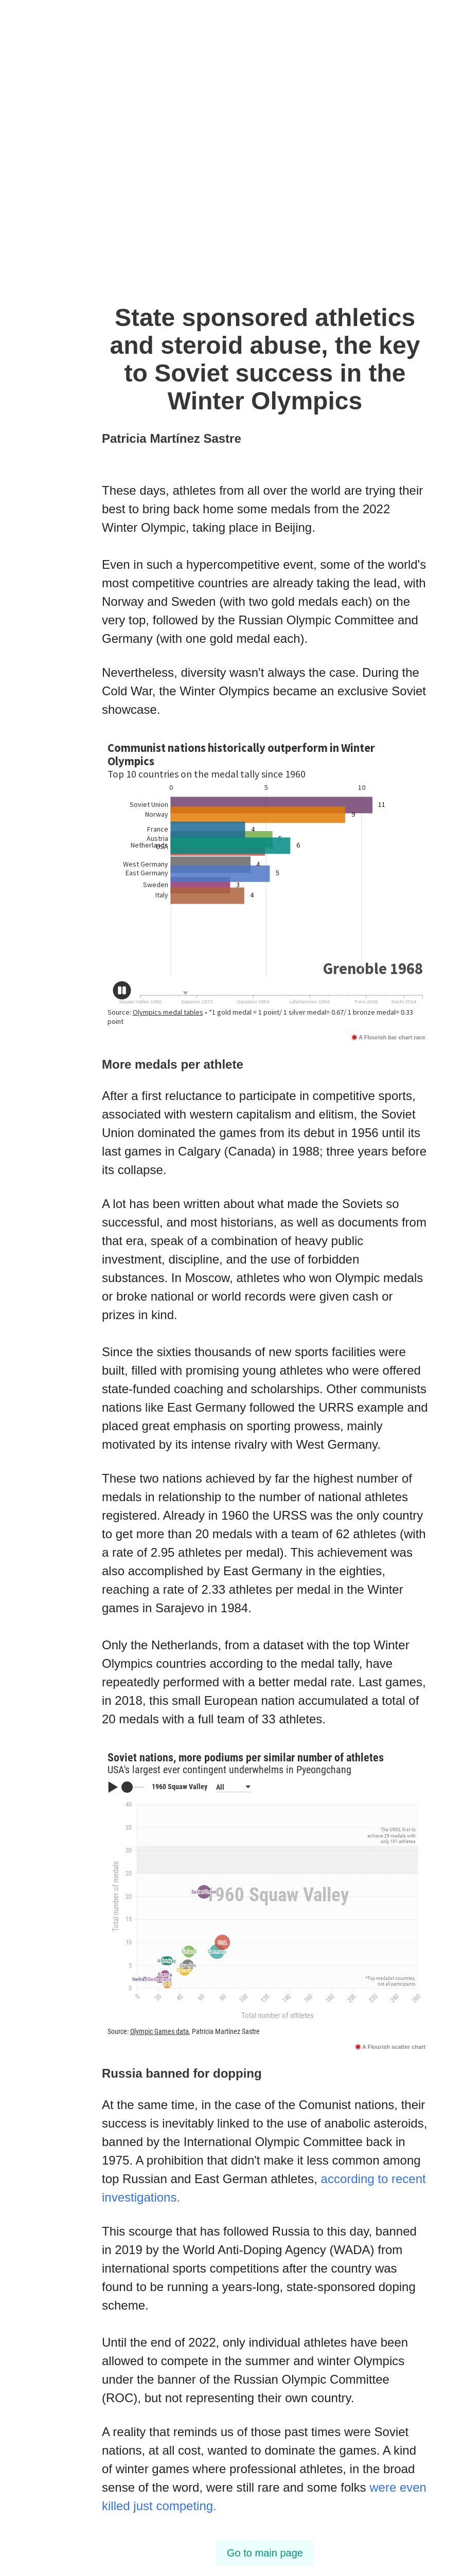 State sponsored athletics
and steroid abuse, the key
to Soviet success in the
Winter Olympics
Patricia Martínez Sastre
These days, athletes from all over the world are trying their
best to bring back home some medals from the 2022
Winter Olympic, taking place in Beijing.
Even in such a hypercompetitive event, some of the world's
most competitive countries are already taking the lead, with
Norway and Sweden (with two gold medals each) on the
very top, followed by the Russian Olympic Committee and
Germany (with one gold medal each).
Nevertheless, diversity wasn't always the case. During the
Cold War, the Winter Olympics became an exclusive Soviet
showcase.
Communist nations historically outperform in Winter
Olympics
Top 10 countries on the medal tally since 1960
0 5 10
Soviet Union 11
Norway 9
France 4
Austria 5
Netherlands 6
USA
West Germany 4
East Germany 5
Sweden 3
Italy 4
Grenoble 1968
Squaw Valley 1960 Sapporo 1972 Sarajevo 1984 Lillehammer 1994 Turin 2006 Sochi 2014
Source: Olympics medal tables • *1 gold medal = 1 point/ 1 silver medal= 0.67/ 1 bronze medal= 0.33
point
A Flourish bar chart race
More medals per athlete
After a first reluctance to participate in competitive sports,
associated with western capitalism and elitism, the Soviet
Union dominated the games from its debut in 1956 until its
last games in Calgary (Canada) in 1988; three years before
its collapse.
A lot has been written about what made the Soviets so
successful, and most historians, as well as documents from
that era, speak of a combination of heavy public
investment, discipline, and the use of forbidden
substances. In Moscow, athletes who won Olympic medals
or broke national or world records were given cash or
prizes in kind.
Since the sixties thousands of new sports facilities were
built, filled with promising young athletes who were offered
state-funded coaching and scholarships. Other communists
nations like East Germany followed the URRS example and
placed great emphasis on sporting prowess, mainly
motivated by its intense rivalry with West Germany.
These two nations achieved by far the highest number of
medals in relationship to the number of national athletes
registered. Already in 1960 the URSS was the only country
to get more than 20 medals with a team of 62 athletes (with
a rate of 2.95 athletes per medal). This achievement was
also accomplished by East Germany in the eighties,
reaching a rate of 2.33 athletes per medal in the Winter
games in Sarajevo in 1984.
Only the Netherlands, from a dataset with the top Winter
Olympics countries according to the medal tally, have
repeatedly performed with a better medal rate. Last games,
in 2018, this small European nation accumulated a total of
20 medals with a full team of 33 athletes.
Soviet nations, more podiums per similar number of athletes
USA's largest ever contingent underwhelms in Pyeongchang
1960 Squaw Valley All
40
35
30
25
20
15
10
5
0
Total number of medals
The URSS, first to
achieve 29 medals with
only 101 athletes
1960 Squaw Valley
*Top medalist countries,
not all participants
0 20 40 60 80 100 120 140 160 180 200 220 240 260
Total number of athletes
Source: Olympic Games data, Patricia Martínez Sastre
A Flourish scatter chart
Russia banned for dopping
At the same time, in the case of the Comunist nations, their
success is inevitably linked to the use of anabolic asteroids,
banned by the International Olympic Committee back in
1975. A prohibition that didn't make it less common among
top Russian and East German athletes, according to recent
investigations.
This scourge that has followed Russia to this day, banned
in 2019 by the World Anti-Doping Agency (WADA) from
international sports competitions after the country was
found to be running a years-long, state-sponsored doping
scheme.
Until the end of 2022, only individual athletes have been
allowed to compete in the summer and winter Olympics
under the banner of the Russian Olympic Committee
(ROC), but not representing their own country.
A reality that reminds us of those past times were Soviet
nations, at all cost, wanted to dominate the games. A kind
of winter games where professional athletes, in the broad
sense of the word, were still rare and some folks were even
killed just competing.
Go to main page